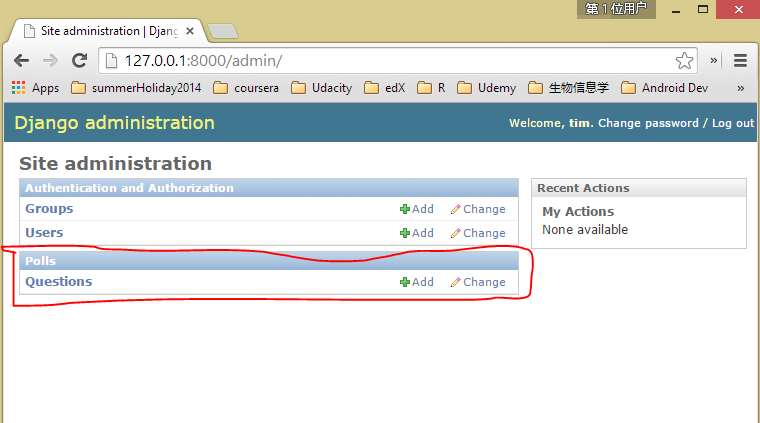 第 1 位用户
Site administration | Djang
127.0.0.1:8000/admin/
»
Apps summerHoliday2014 coursera Udacity edX R Udemy 生物信息学 Android Dev »
Django administration
Welcome, tim. Change password / Log out
Site administration
Authentication and Authorization
Groups Add Change
Users Add Change
Polls
Questions Add Change
Recent Actions
My Actions
None available